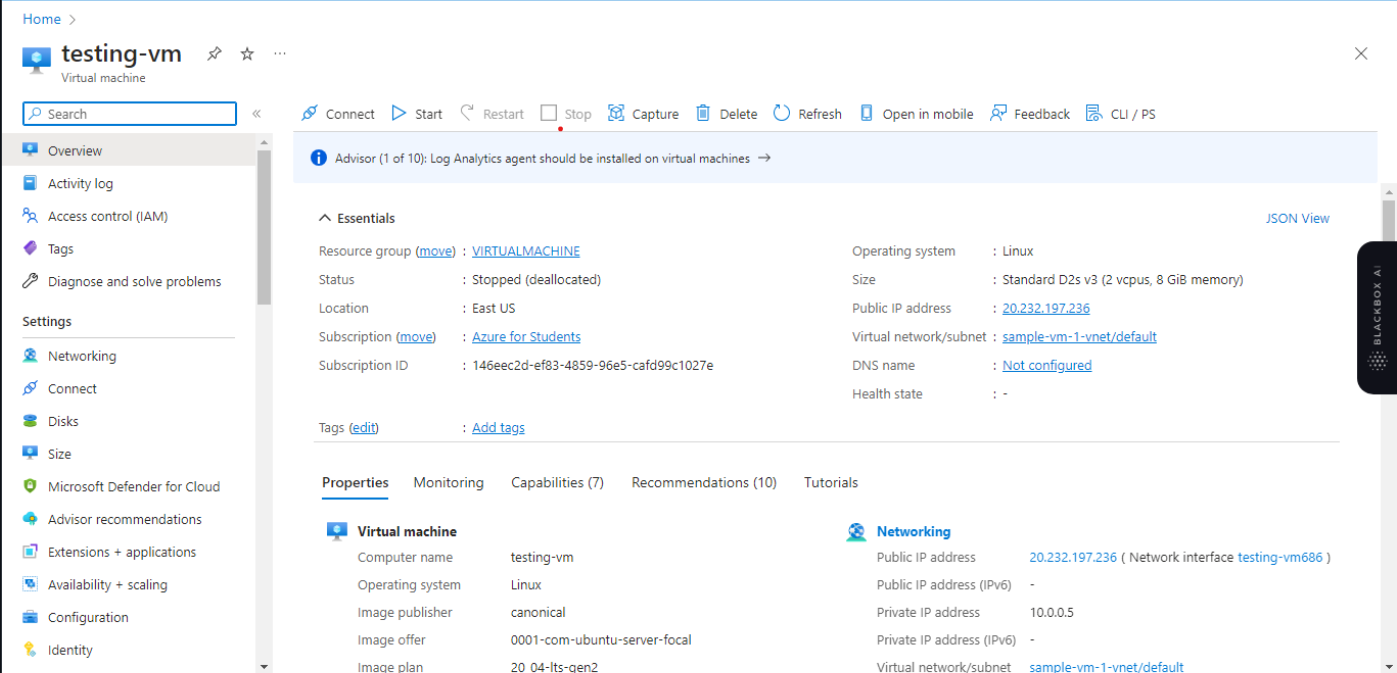 Home >
testing-vm ...
Virtual machine
Search «
Connect Start Restart Stop Capture Delete Refresh Open in mobile Feedback CLI / PS
Advisor (1 of 10): Log Analytics agent should be installed on virtual machines →
Overview
Activity log
Access control (IAM)
Tags
Diagnose and solve problems
Settings
Networking
Connect
Disks
Size
Microsoft Defender for Cloud
Advisor recommendations
Extensions + applications
Availability + scaling
Configuration
Identity
Essentials JSON View
Resource group (move) : VIRTUALMACHINE
Status : Stopped (deallocated)
Location : East US
Subscription (move) : Azure for Students
Subscription ID : 146eec2d-ef83-4859-96e5-cafd99c1027e
Operating system : Linux
Size : Standard D2s v3 (2 vcpus, 8 GiB memory)
Public IP address : 20.232.197.236
Virtual network/subnet : sample-vm-1-vnet/default
DNS name : Not configured
Health state : -
Tags (edit) : Add tags
Properties Monitoring Capabilities (7) Recommendations (10) Tutorials
Virtual machine
Computer name testing-vm
Operating system Linux
Image publisher canonical
Image offer 0001-com-ubuntu-server-focal
Image plan 20_04-lts-gen2
Networking
Public IP address 20.232.197.236 ( Network interface testing-vm686 )
Public IP address (IPv6) -
Private IP address 10.0.0.5
Private IP address (IPv6) -
Virtual network/subnet sample-vm-1-vnet/default
BLACKBOX AI